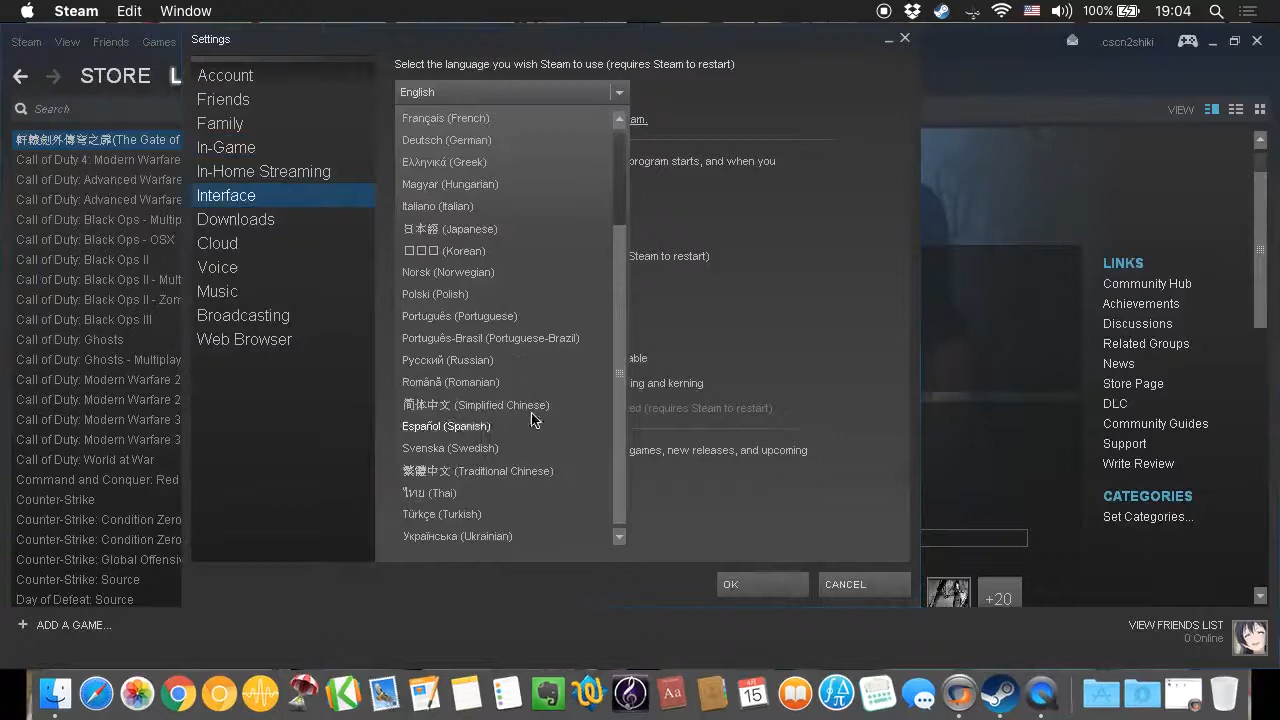 Steam Edit Window 100% 19:04
Settings
Steam View Friends Games
cscn2shiki
STORE L
Search
VIEW
軒轅劍外傳穹之扉(The Gate of
Call of Duty 4: Modern Warfare
Call of Duty: Advanced Warfare
Call of Duty: Advanced Warfare
Call of Duty: Black Ops - Multip
Call of Duty: Black Ops - OSX
Call of Duty: Black Ops II
Call of Duty: Black Ops II - Mult
Call of Duty: Black Ops II - Zom
Call of Duty: Black Ops III
Call of Duty: Ghosts
Call of Duty: Ghosts - Multiplay
Call of Duty: Modern Warfare 2
Call of Duty: Modern Warfare 2
Call of Duty: Modern Warfare 3
Call of Duty: Modern Warfare 3
Call of Duty: World at War
Command and Conquer: Red
Counter-Strike
Counter-Strike: Condition Zero
Counter-Strike: Condition Zero
Counter-Strike: Global Offensiv
Counter-Strike: Source
Day of Defeat: Source
ADD A GAME...
Account
Friends
Family
In-Game
In-Home Streaming
Interface
Downloads
Cloud
Voice
Music
Broadcasting
Web Browser
Select the language you wish Steam to use (requires Steam to restart)
English
Français (French)
Deutsch (German)
Ελληνικά (Greek)
Magyar (Hungarian)
Italiano (Italian)
日本語 (Japanese)
□□□ (Korean)
Norsk (Norwegian)
Polski (Polish)
Português (Portuguese)
Português-Brasil (Portuguese-Brazil)
Русский (Russian)
Română (Romanian)
简体中文 (Simplified Chinese)
Español (Spanish)
Svenska (Swedish)
繁體中文 (Traditional Chinese)
ไทย (Thai)
Türkçe (Turkish)
Українська (Ukrainian)
am.
program starts, and when you
Steam to restart)
able
ing and kerning
ed (requires Steam to restart)
games, new releases, and upcoming
OK CANCEL
LINKS
Community Hub
Achievements
Discussions
Related Groups
News
Store Page
DLC
Community Guides
Support
Write Review
CATEGORIES
Set Categories...
+20
VIEW FRIENDS LIST
0 Online
Aa
4月
15